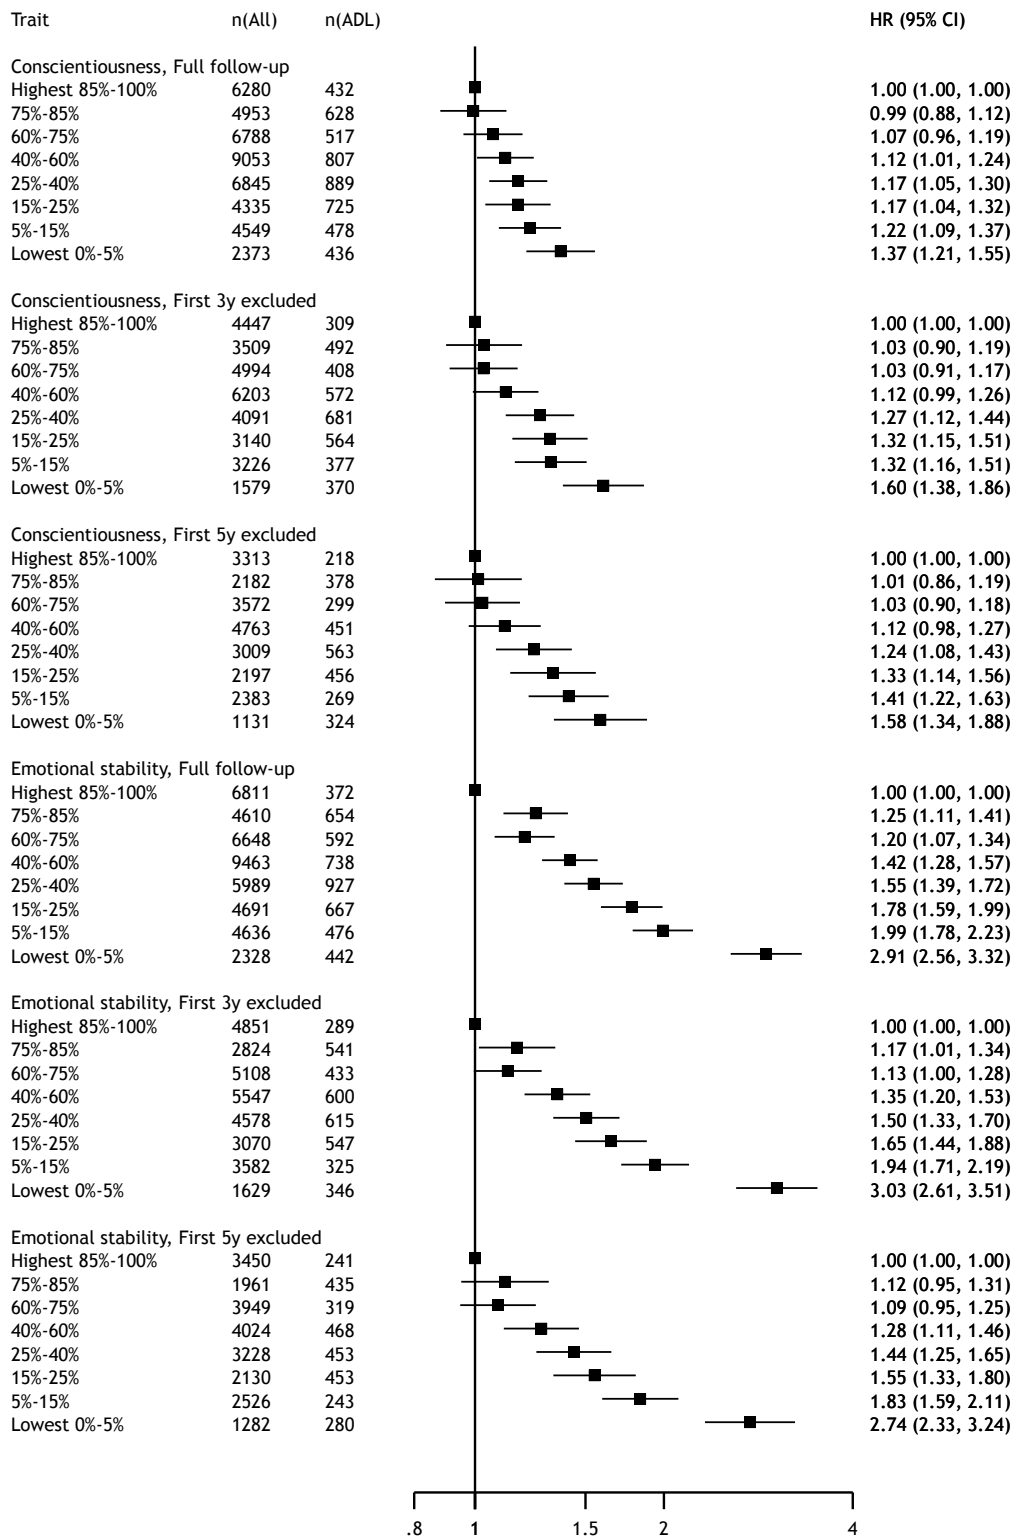 Trait n(All) n(ADL) HR (95% CI)
Conscientiousness, Full follow-up
Highest 85%-100% 6280 432 1.00 (1.00, 1.00)
75%-85% 4953 628 0.99 (0.88, 1.12)
60%-75% 6788 517 1.07 (0.96, 1.19)
40%-60% 9053 807 1.12 (1.01, 1.24)
25%-40% 6845 889 1.17 (1.05, 1.30)
15%-25% 4335 725 1.17 (1.04, 1.32)
5%-15% 4549 478 1.22 (1.09, 1.37)
Lowest 0%-5% 2373 436 1.37 (1.21, 1.55)
Conscientiousness, First 3y excluded
Highest 85%-100% 4447 309 1.00 (1.00, 1.00)
75%-85% 3509 492 1.03 (0.90, 1.19)
60%-75% 4994 408 1.03 (0.91, 1.17)
40%-60% 6203 572 1.12 (0.99, 1.26)
25%-40% 4091 681 1.27 (1.12, 1.44)
15%-25% 3140 564 1.32 (1.15, 1.51)
5%-15% 3226 377 1.32 (1.16, 1.51)
Lowest 0%-5% 1579 370 1.60 (1.38, 1.86)
Conscientiousness, First 5y excluded
Highest 85%-100% 3313 218 1.00 (1.00, 1.00)
75%-85% 2182 378 1.01 (0.86, 1.19)
60%-75% 3572 299 1.03 (0.90, 1.18)
40%-60% 4763 451 1.12 (0.98, 1.27)
25%-40% 3009 563 1.24 (1.08, 1.43)
15%-25% 2197 456 1.33 (1.14, 1.56)
5%-15% 2383 269 1.41 (1.22, 1.63)
Lowest 0%-5% 1131 324 1.58 (1.34, 1.88)
Emotional stability, Full follow-up
Highest 85%-100% 6811 372 1.00 (1.00, 1.00)
75%-85% 4610 654 1.25 (1.11, 1.41)
60%-75% 6648 592 1.20 (1.07, 1.34)
40%-60% 9463 738 1.42 (1.28, 1.57)
25%-40% 5989 927 1.55 (1.39, 1.72)
15%-25% 4691 667 1.78 (1.59, 1.99)
5%-15% 4636 476 1.99 (1.78, 2.23)
Lowest 0%-5% 2328 442 2.91 (2.56, 3.32)
Emotional stability, First 3y excluded
Highest 85%-100% 4851 289 1.00 (1.00, 1.00)
75%-85% 2824 541 1.17 (1.01, 1.34)
60%-75% 5108 433 1.13 (1.00, 1.28)
40%-60% 5547 600 1.35 (1.20, 1.53)
25%-40% 4578 615 1.50 (1.33, 1.70)
15%-25% 3070 547 1.65 (1.44, 1.88)
5%-15% 3582 325 1.94 (1.71, 2.19)
Lowest 0%-5% 1629 346 3.03 (2.61, 3.51)
Emotional stability, First 5y excluded
Highest 85%-100% 3450 241 1.00 (1.00, 1.00)
75%-85% 1961 435 1.12 (0.95, 1.31)
60%-75% 3949 319 1.09 (0.95, 1.25)
40%-60% 4024 468 1.28 (1.11, 1.46)
25%-40% 3228 453 1.44 (1.25, 1.65)
15%-25% 2130 453 1.55 (1.33, 1.80)
5%-15% 2526 243 1.83 (1.59, 2.11)
Lowest 0%-5% 1282 280 2.74 (2.33, 3.24)
.8 1 1.5 2 4